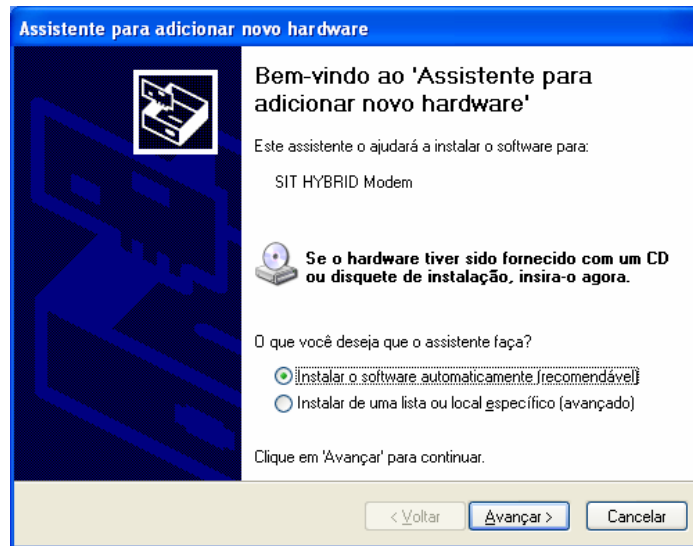 Assistente para adicionar novo hardware
Bem-vindo ao 'Assistente para
adicionar novo hardware'
Este assistente o ajudará a instalar o software para:
SIT HYBRID Modem
Se o hardware tiver sido fornecido com um CD
ou disquete de instalação, insira-o agora.
O que você deseja que o assistente faça?
Instalar o software automaticamente (recomendável)
Instalar de uma lista ou local específico (avançado)
Clique em 'Avançar' para continuar.
< Voltar
Avançar >
Cancelar